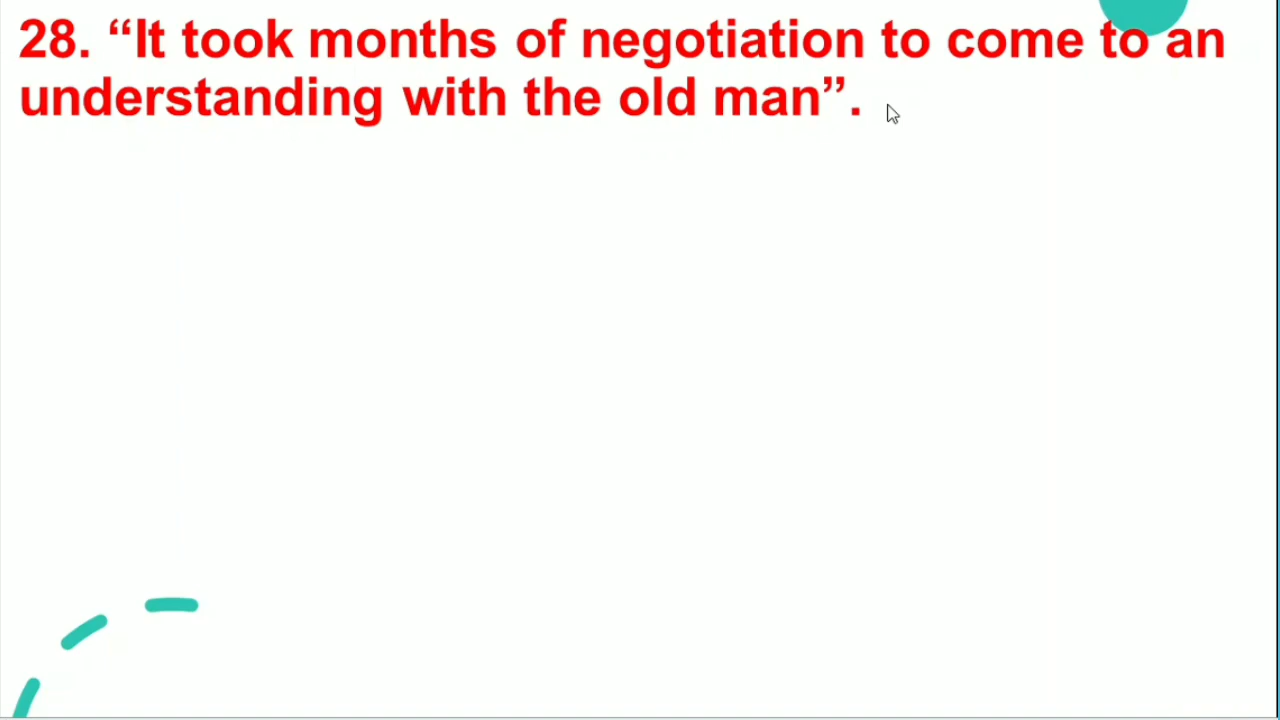 28. “It took months of negotiation to come to an
understanding with the old man”.